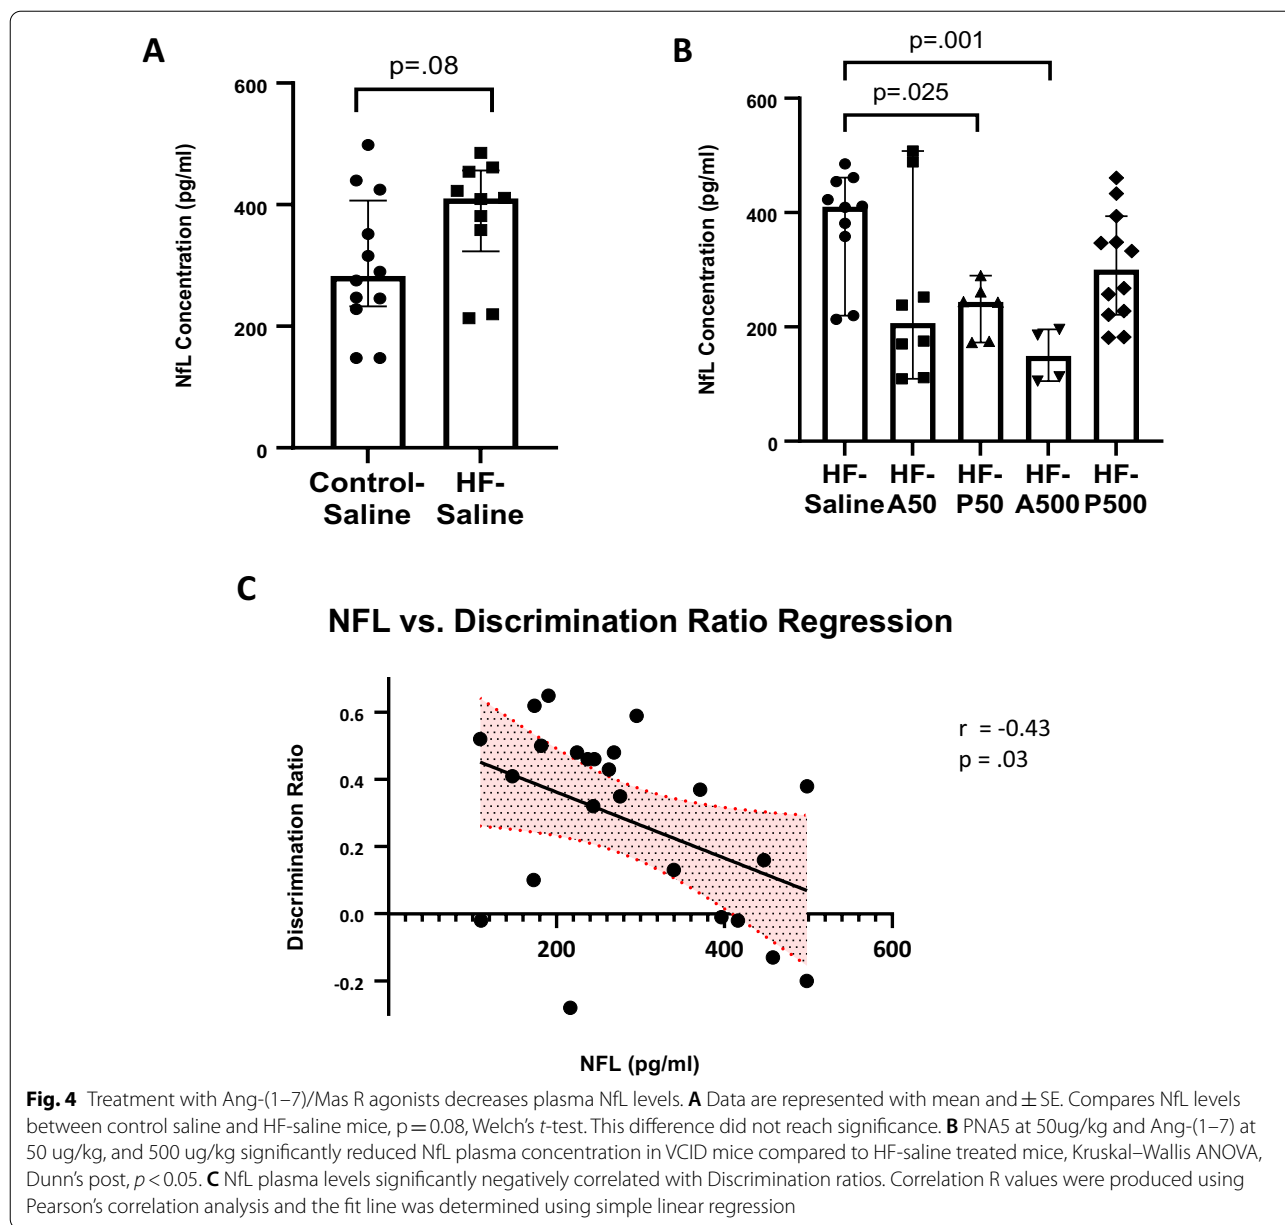 A
p=.08
600
400
200
0
NfL Concentration (pg/ml)
Control-
Saline
HF-
Saline
B
p=.001
p=.025
600
400
200
0
NfL Concentration (pg/ml)
HF-
Saline
HF-
A50
HF-
P50
HF-
A500
HF-
P500
C
NFL vs. Discrimination Ratio Regression
0.6
0.4
0.2
0.0
-0.2
Discrimination Ratio
200
400
600
NFL (pg/ml)
r = -0.43
p = .03
Fig. 4 Treatment with Ang-(1–7)/Mas R agonists decreases plasma NfL levels. A Data are represented with mean and ± SE. Compares NfL levels
between control saline and HF-saline mice, p = 0.08, Welch's t-test. This difference did not reach significance. B PNA5 at 50ug/kg and Ang-(1–7) at
50 ug/kg, and 500 ug/kg significantly reduced NfL plasma concentration in VCID mice compared to HF-saline treated mice, Kruskal–Wallis ANOVA,
Dunn's post, p < 0.05. C NfL plasma levels significantly negatively correlated with Discrimination ratios. Correlation R values were produced using
Pearson's correlation analysis and the fit line was determined using simple linear regression